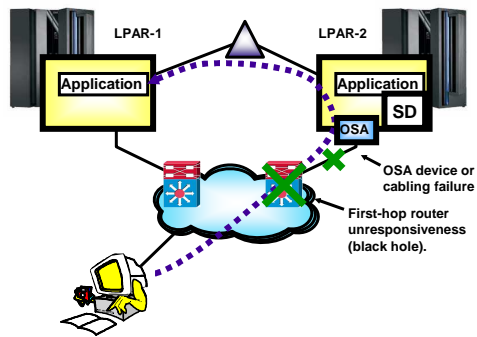 LPAR-1
LPAR-2
Application
Application
SD
OSA
OSA device or
cabling failure
First-hop router
unresponsiveness
(black hole).